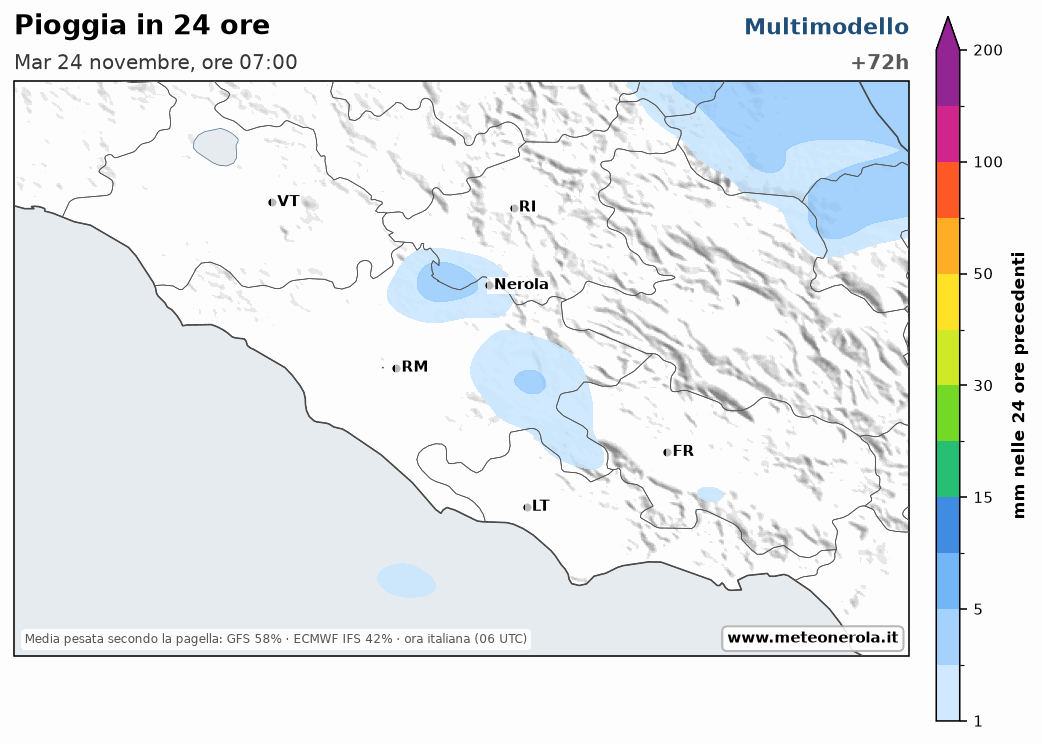 Pioggia in 24 ore
Multimodello
Mar 24 novembre, ore 07:00
+72h
200
100
50
30
15
5
1
mm nelle 24 ore precedenti
VT
RI
Nerola
RM
FR
LT
Media pesata secondo la pagella: GFS 58% · ECMWF IFS 42% · ora italiana (06 UTC)
www.meteonerola.it